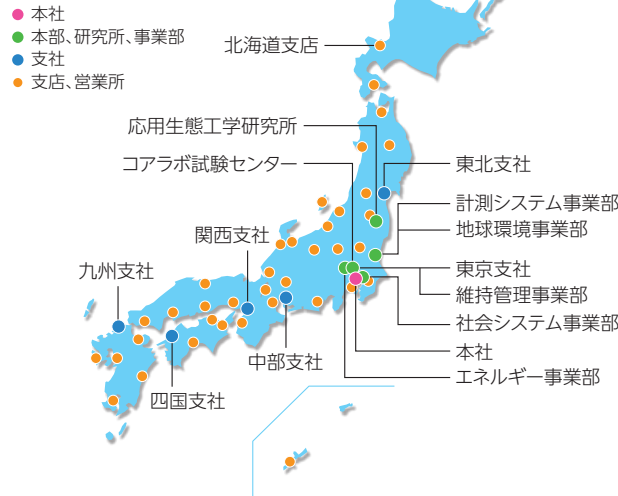 本社
本部、研究所、事業部
支社
支店、営業所
北海道支店
応用生態工学研究所
コアラボ試験センター
東北支社
計測システム事業部
地球環境事業部
関西支社
九州支社
東京支社
維持管理事業部
社会システム事業部
本社
中部支社
エネルギー事業部
四国支社